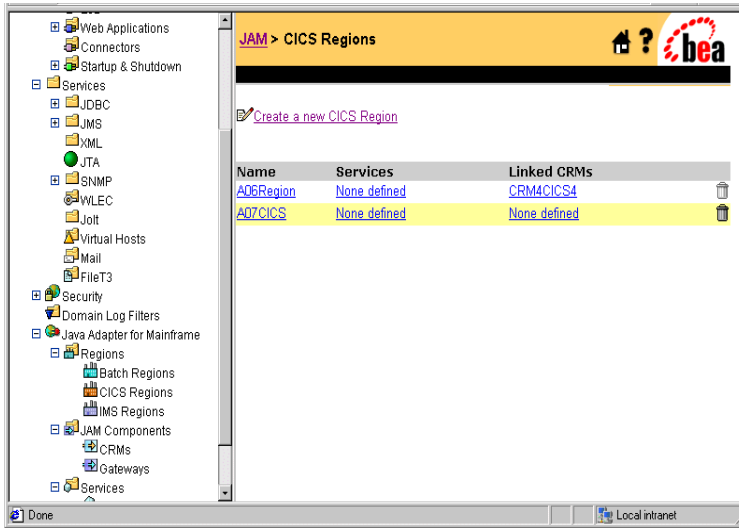 Web Applications
Connectors
Startup & Shutdown
Services
JDBC
JMS
XML
JTA
SNMP
WLEC
Jolt
Virtual Hosts
Mail
FileT3
Security
Domain Log Filters
Java Adapter for Mainframe
Regions
Batch Regions
CICS Regions
IMS Regions
JAM Components
CRMs
Gateways
Services
JAM > CICS Regions
? bea
Create a new CICS Region
Name Services Linked CRMs
A06Region None defined CRM4CICS4
A07CICS None defined None defined
Done Local intranet